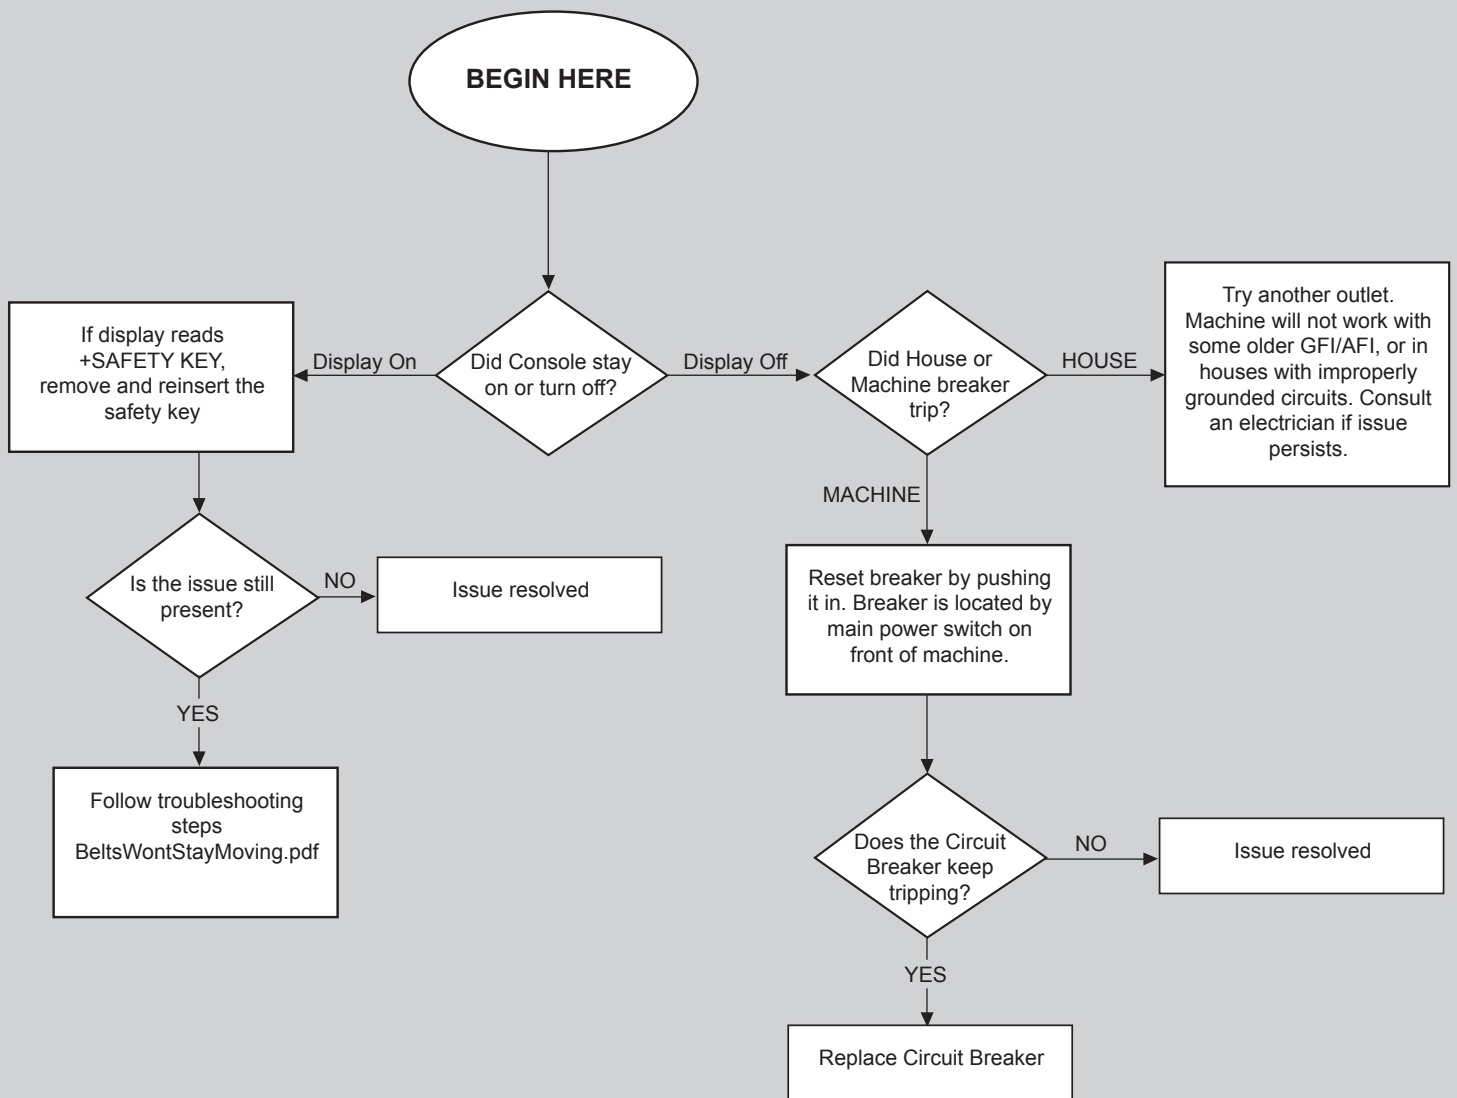 BEGIN HERE
If display reads
+SAFETY KEY,
remove and reinsert the
safety key
Display On
Did Console stay
on or turn off?
Display Off
Did House or
Machine breaker
trip?
HOUSE
Try another outlet.
Machine will not work with
some older GFI/AFI, or in
houses with improperly
grounded circuits. Consult
an electrician if issue
persists.
MACHINE
Is the issue still
present?
NO
Issue resolved
Reset breaker by pushing
it in. Breaker is located by
main power switch on
front of machine.
YES
Follow troubleshooting
steps
BeltsWontStayMoving.pdf
Does the Circuit
Breaker keep
tripping?
NO
Issue resolved
YES
Replace Circuit Breaker